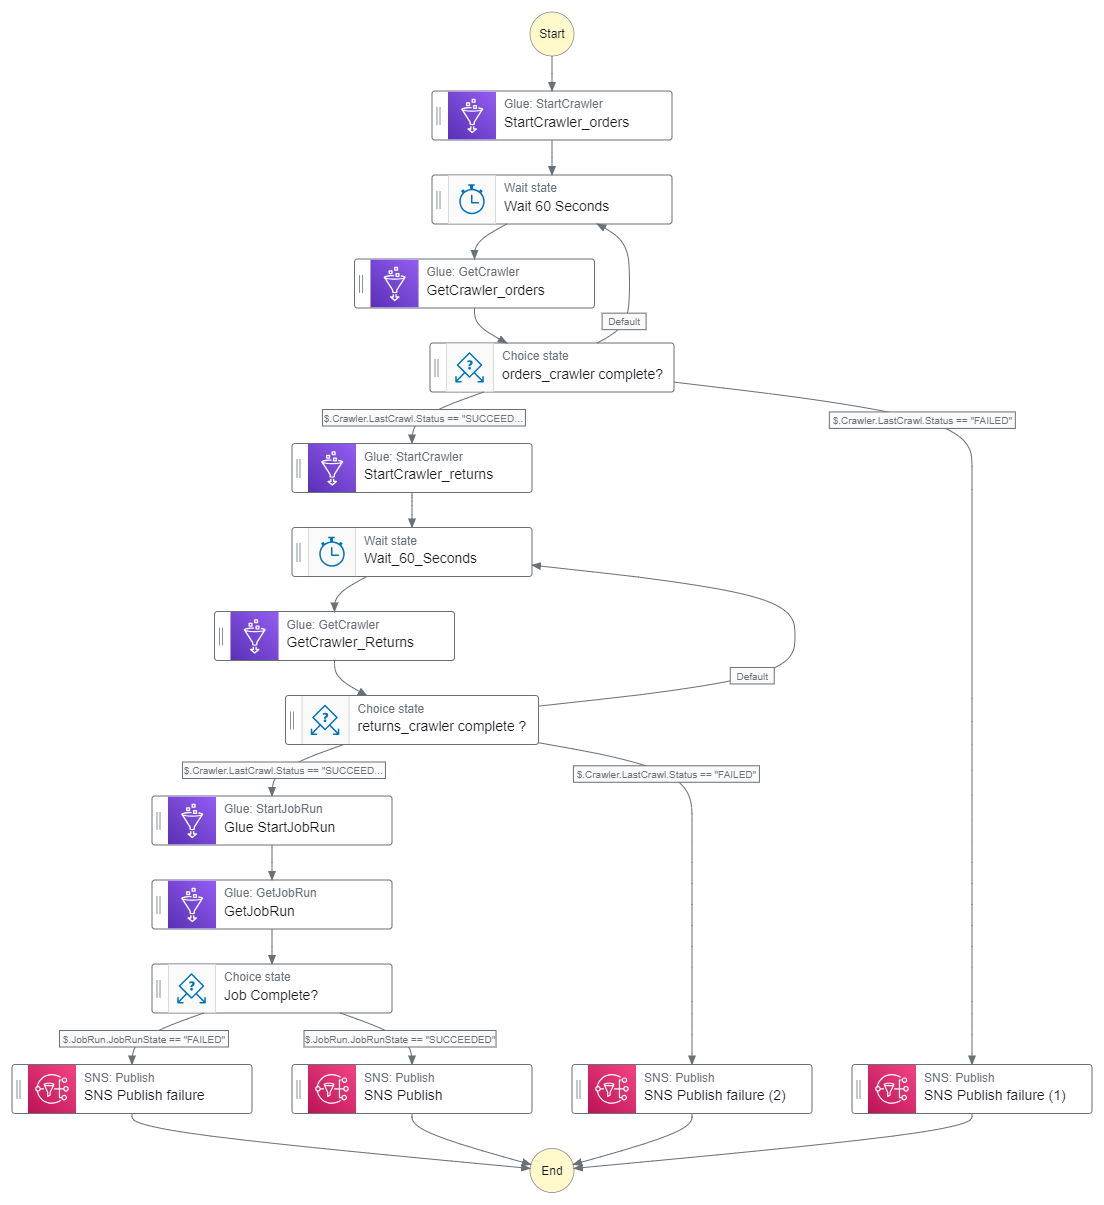 Start
Glue: StartCrawler
StartCrawler_orders
Wait state
Wait 60 Seconds
Glue: GetCrawler
GetCrawler_orders
Default
Choice state
orders_crawler complete?
$.Crawler.LastCrawl.Status == "SUCCEED...
$.Crawler.LastCrawl.Status == "FAILED"
Glue: StartCrawler
StartCrawler_returns
Wait state
Wait_60_Seconds
Glue: GetCrawler
GetCrawler_Returns
Default
Choice state
returns_crawler complete ?
$.Crawler.LastCrawl.Status == "SUCCEED...
$.Crawler.LastCrawl.Status == "FAILED"
Glue: StartJobRun
Glue StartJobRun
Glue: GetJobRun
GetJobRun
Choice state
Job Complete?
$.JobRun.JobRunState == "FAILED"
$.JobRun.JobRunState == "SUCCEEDED"
SNS: Publish
SNS Publish failure
SNS: Publish
SNS Publish
SNS: Publish
SNS Publish failure (2)
SNS: Publish
SNS Publish failure (1)
End